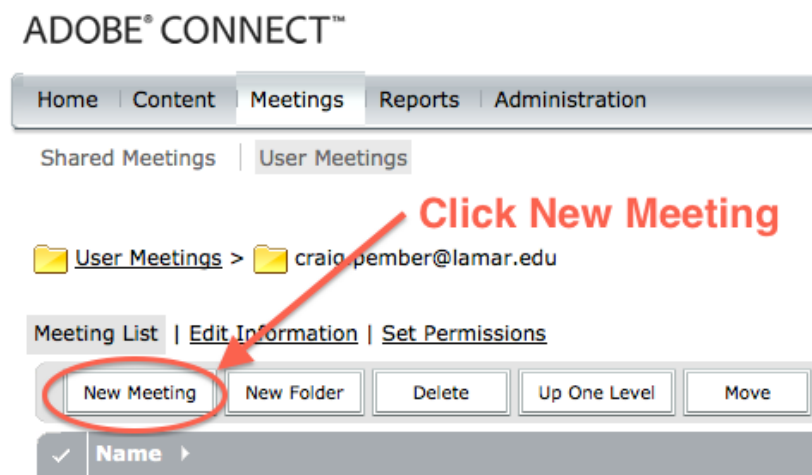 ADOBE® CONNECT™
Home Content Meetings Reports Administration
Shared Meetings User Meetings
Click New Meeting
User Meetings > craig.pember@lamar.edu
Meeting List | Edit Information | Set Permissions
New Meeting New Folder Delete Up One Level Move
Name